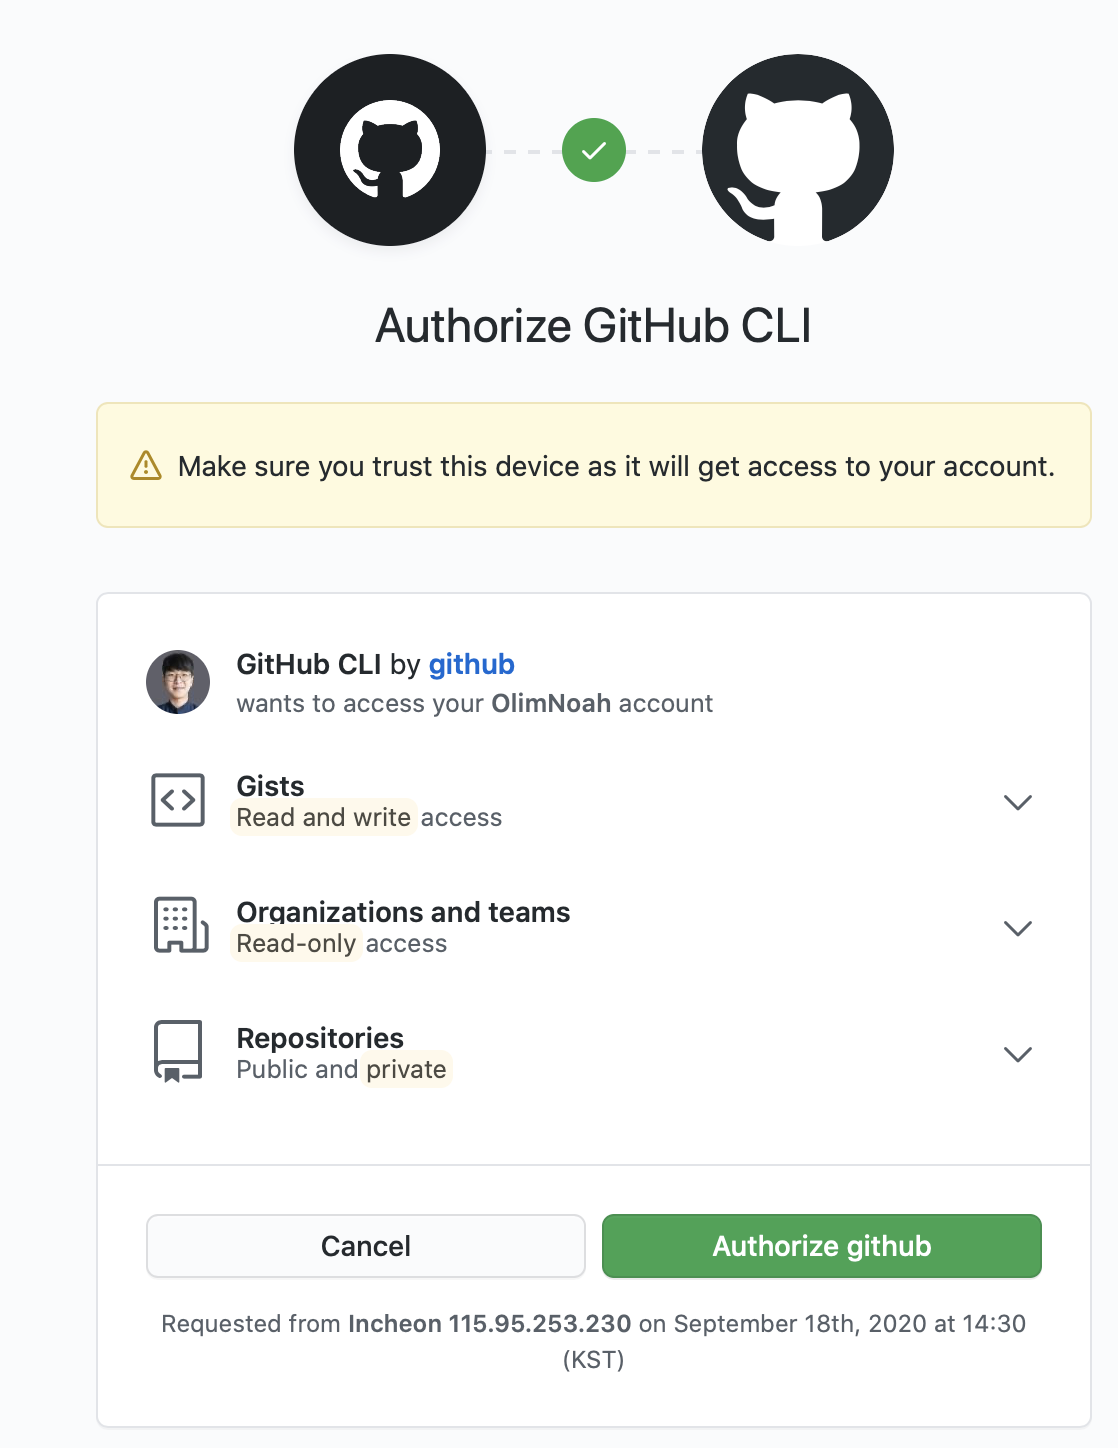 Authorize GitHub CLI
Make sure you trust this device as it will get access to your account.
GitHub CLI by github
wants to access your OlimNoah account
Gists
Read and write access
Organizations and teams
Read-only access
Repositories
Public and private
Cancel
Authorize github
Requested from Incheon 115.95.253.230 on September 18th, 2020 at 14:30
(KST)